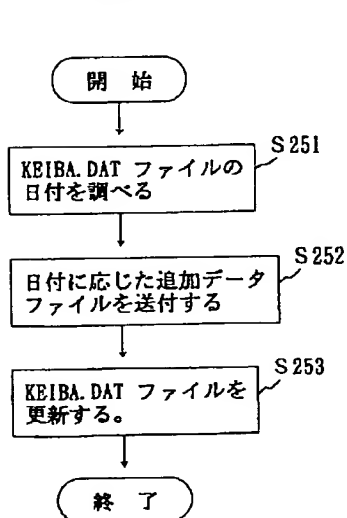 開 始
S251
KEIBA.DAT ファイルの
日付を調べる
S252
日付に応じた追加データ
ファイルを送付する
S253
KEIBA.DAT ファイルを
更新する。
終 了